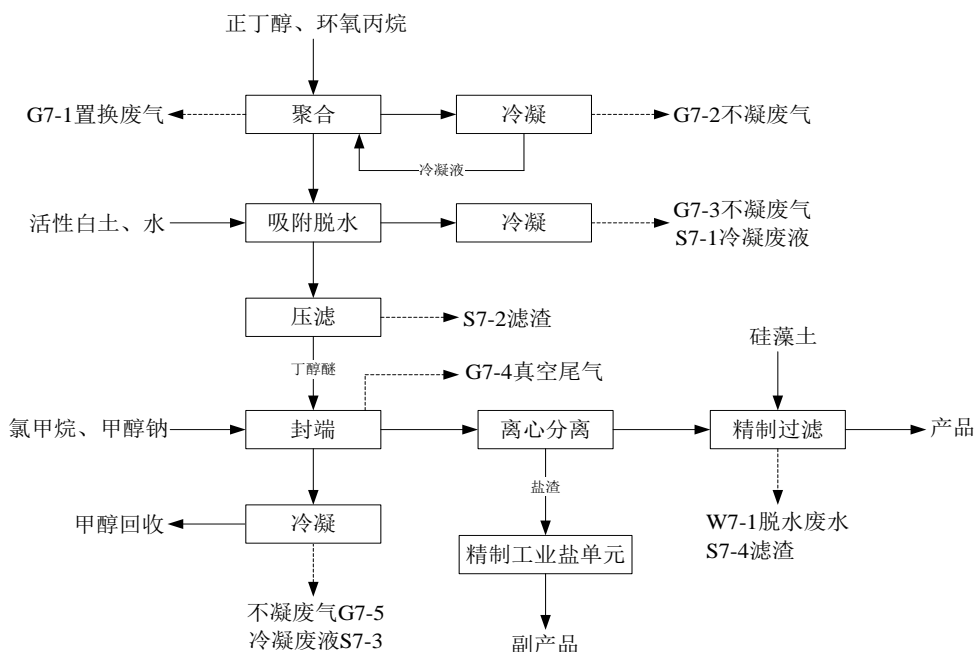 正丁醇、环氧丙烷
G7-1置换废气
聚合
冷凝
G7-2不凝废气
冷凝液
活性白土、水
吸附脱水
冷凝
G7-3不凝废气
S7-1冷凝废液
压滤
S7-2滤渣
硅藻土
丁醇醚
G7-4真空尾气
氯甲烷、甲醇钠
封端
离心分离
精制过滤
产品
盐渣
甲醇回收
冷凝
W7-1脱水废水
S7-4滤渣
精制工业盐单元
不凝废气G7-5
冷凝废液S7-3
副产品